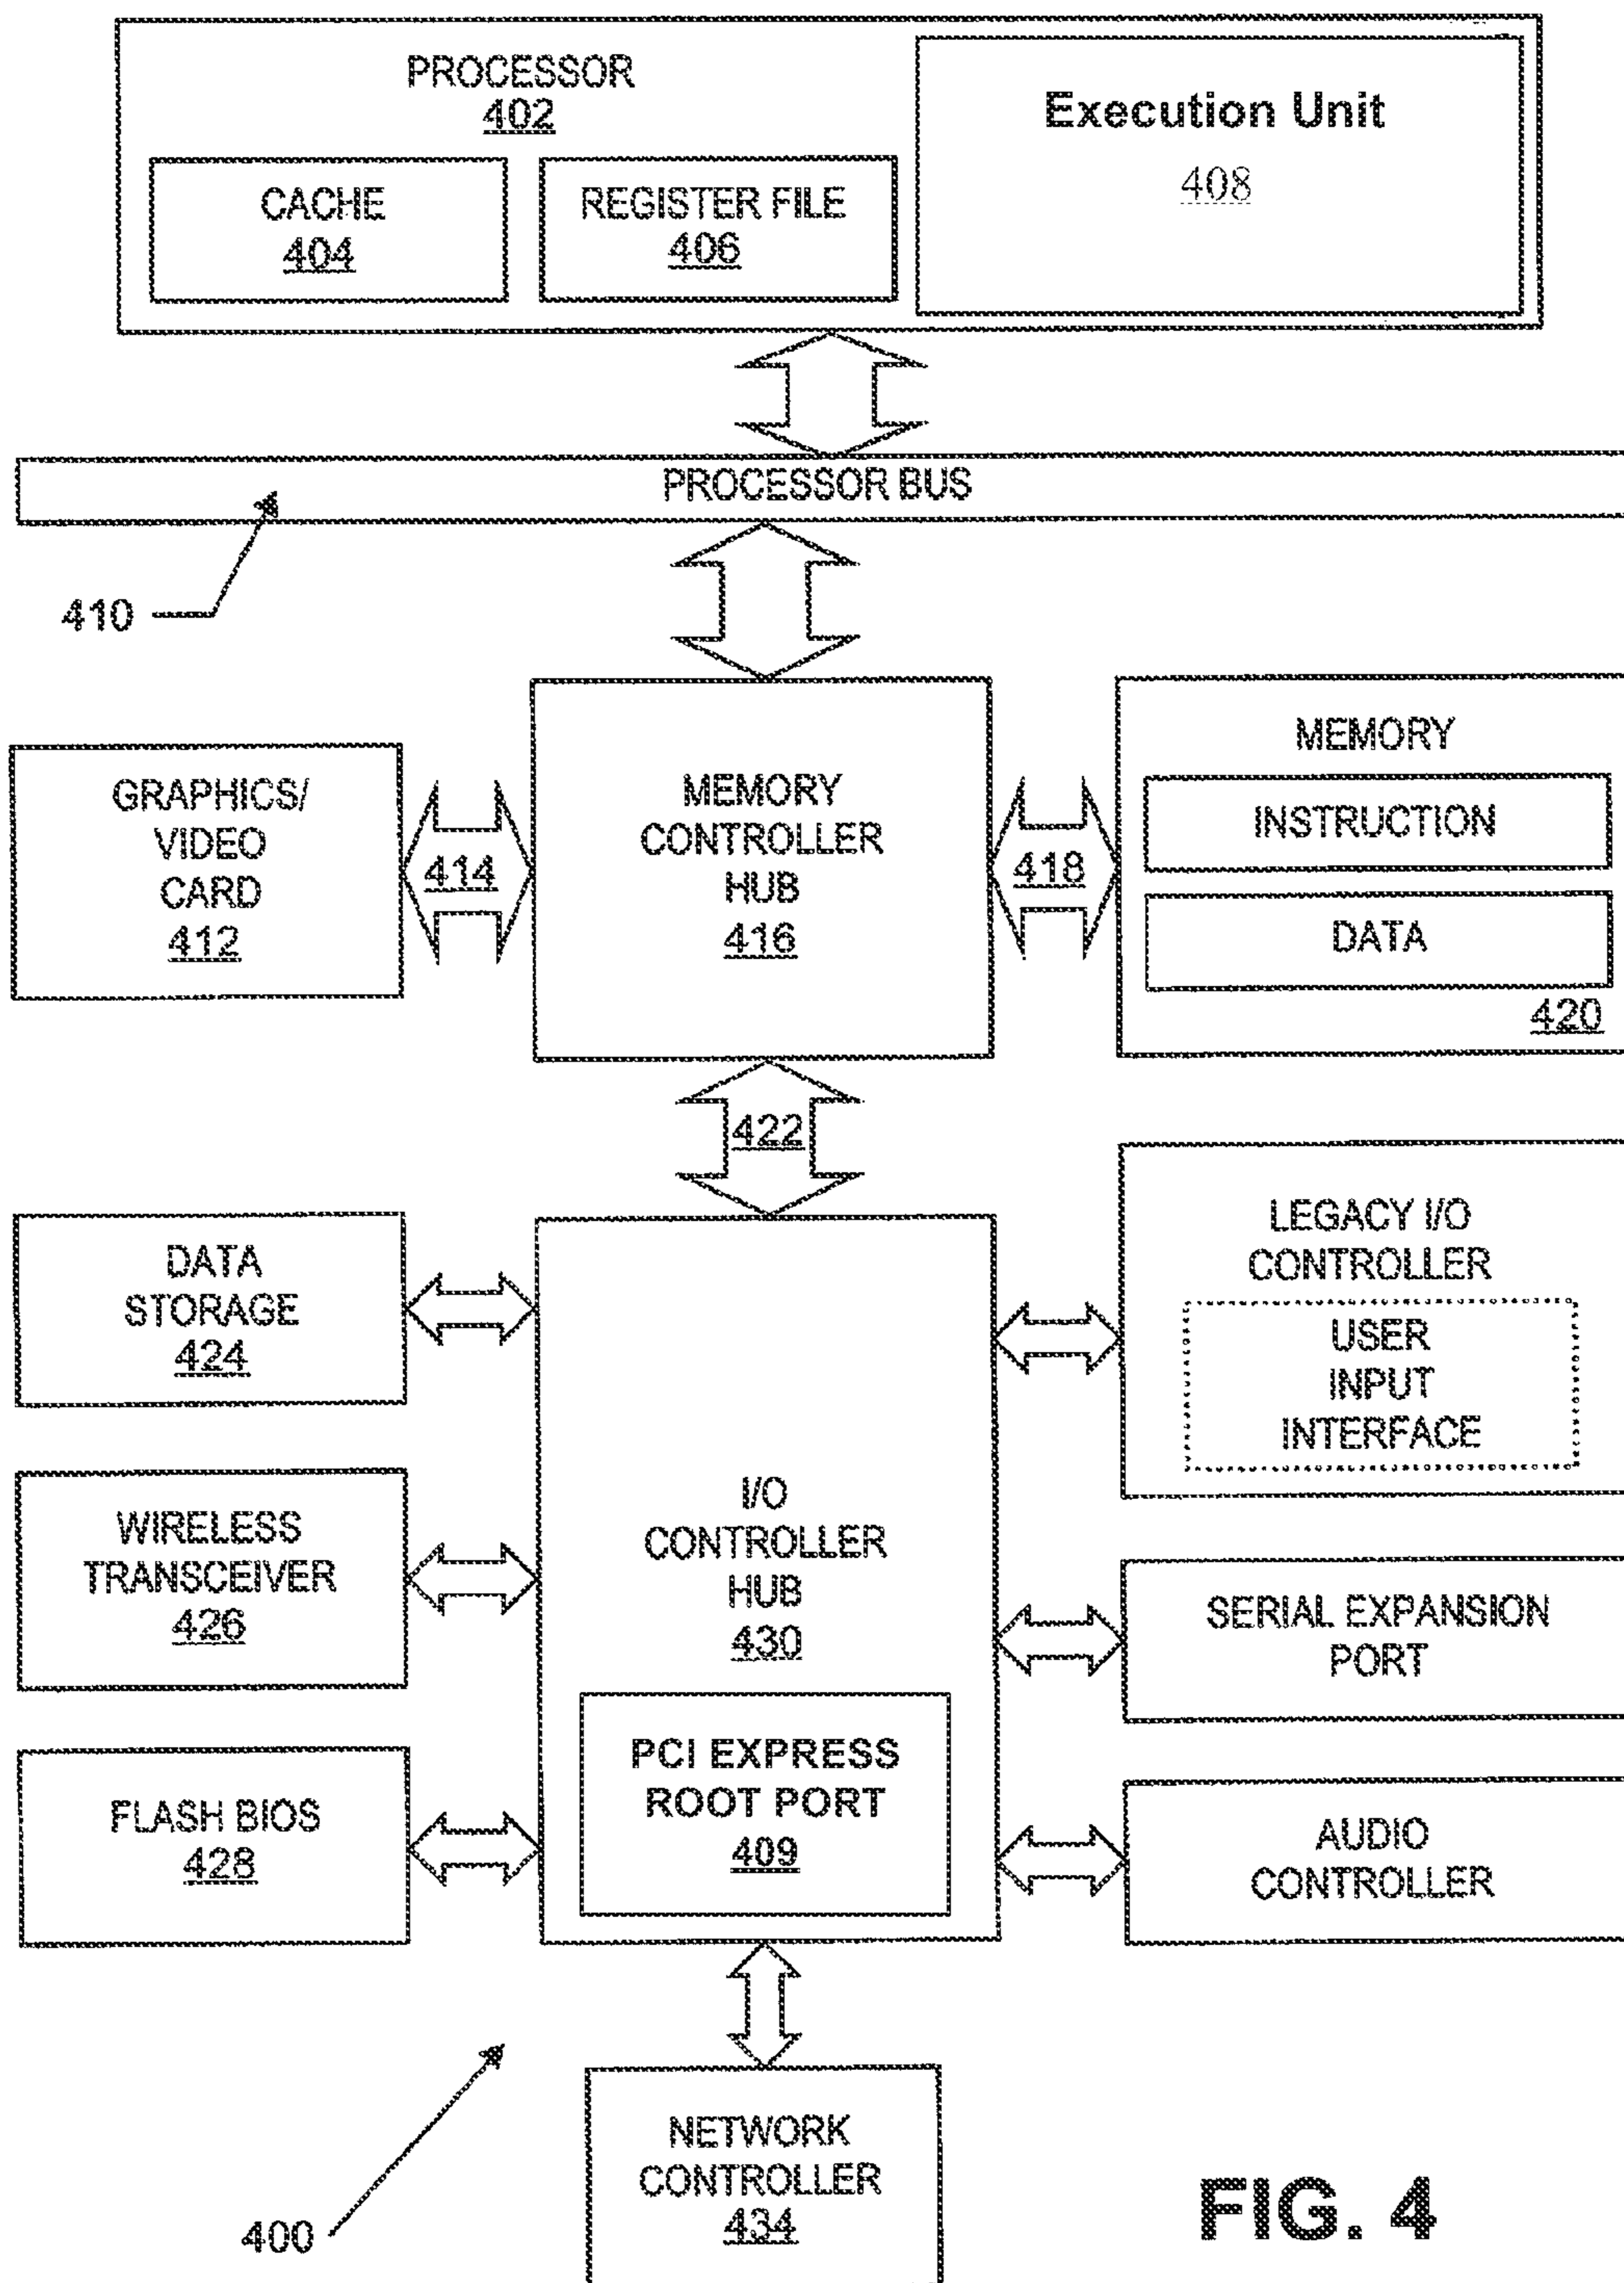 PROCESSOR
402
CACHE
404
REGISTER FILE
406
Execution Unit
408
PROCESSOR BUS
410
GRAPHICS/
VIDEO
CARD
412
414
MEMORY
CONTROLLER
HUB
416
418
MEMORY
INSTRUCTION
DATA
420
422
DATA
STORAGE
424
WIRELESS
TRANSCEIVER
426
FLASH BIOS
428
I/O
CONTROLLER
HUB
430
PCI EXPRESS
ROOT PORT
409
LEGACY I/O
CONTROLLER
USER
INPUT
INTERFACE
SERIAL EXPANSION
PORT
AUDIO
CONTROLLER
NETWORK
CONTROLLER
434
400
FIG. 4